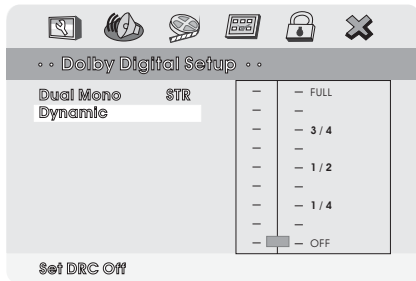 ·· Dolby Digital Setup ··
Dual Mono STR
Dynamic
FULL
3 / 4
1 / 2
1 / 4
OFF
Set DRC Off